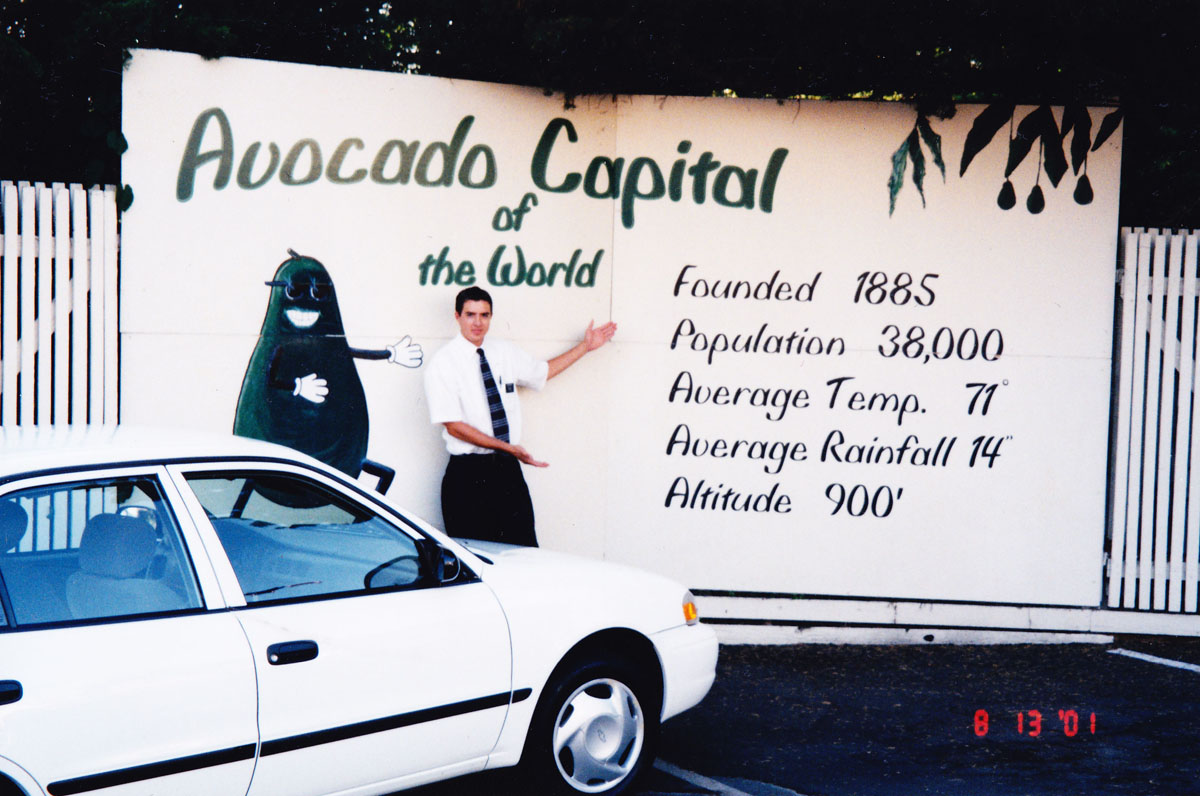 Avocado Capital
of
the World
Founded 1885
Population 38,000
Average Temp. 71°
Average Rainfall 14"
Altitude 900'
8 13 '01